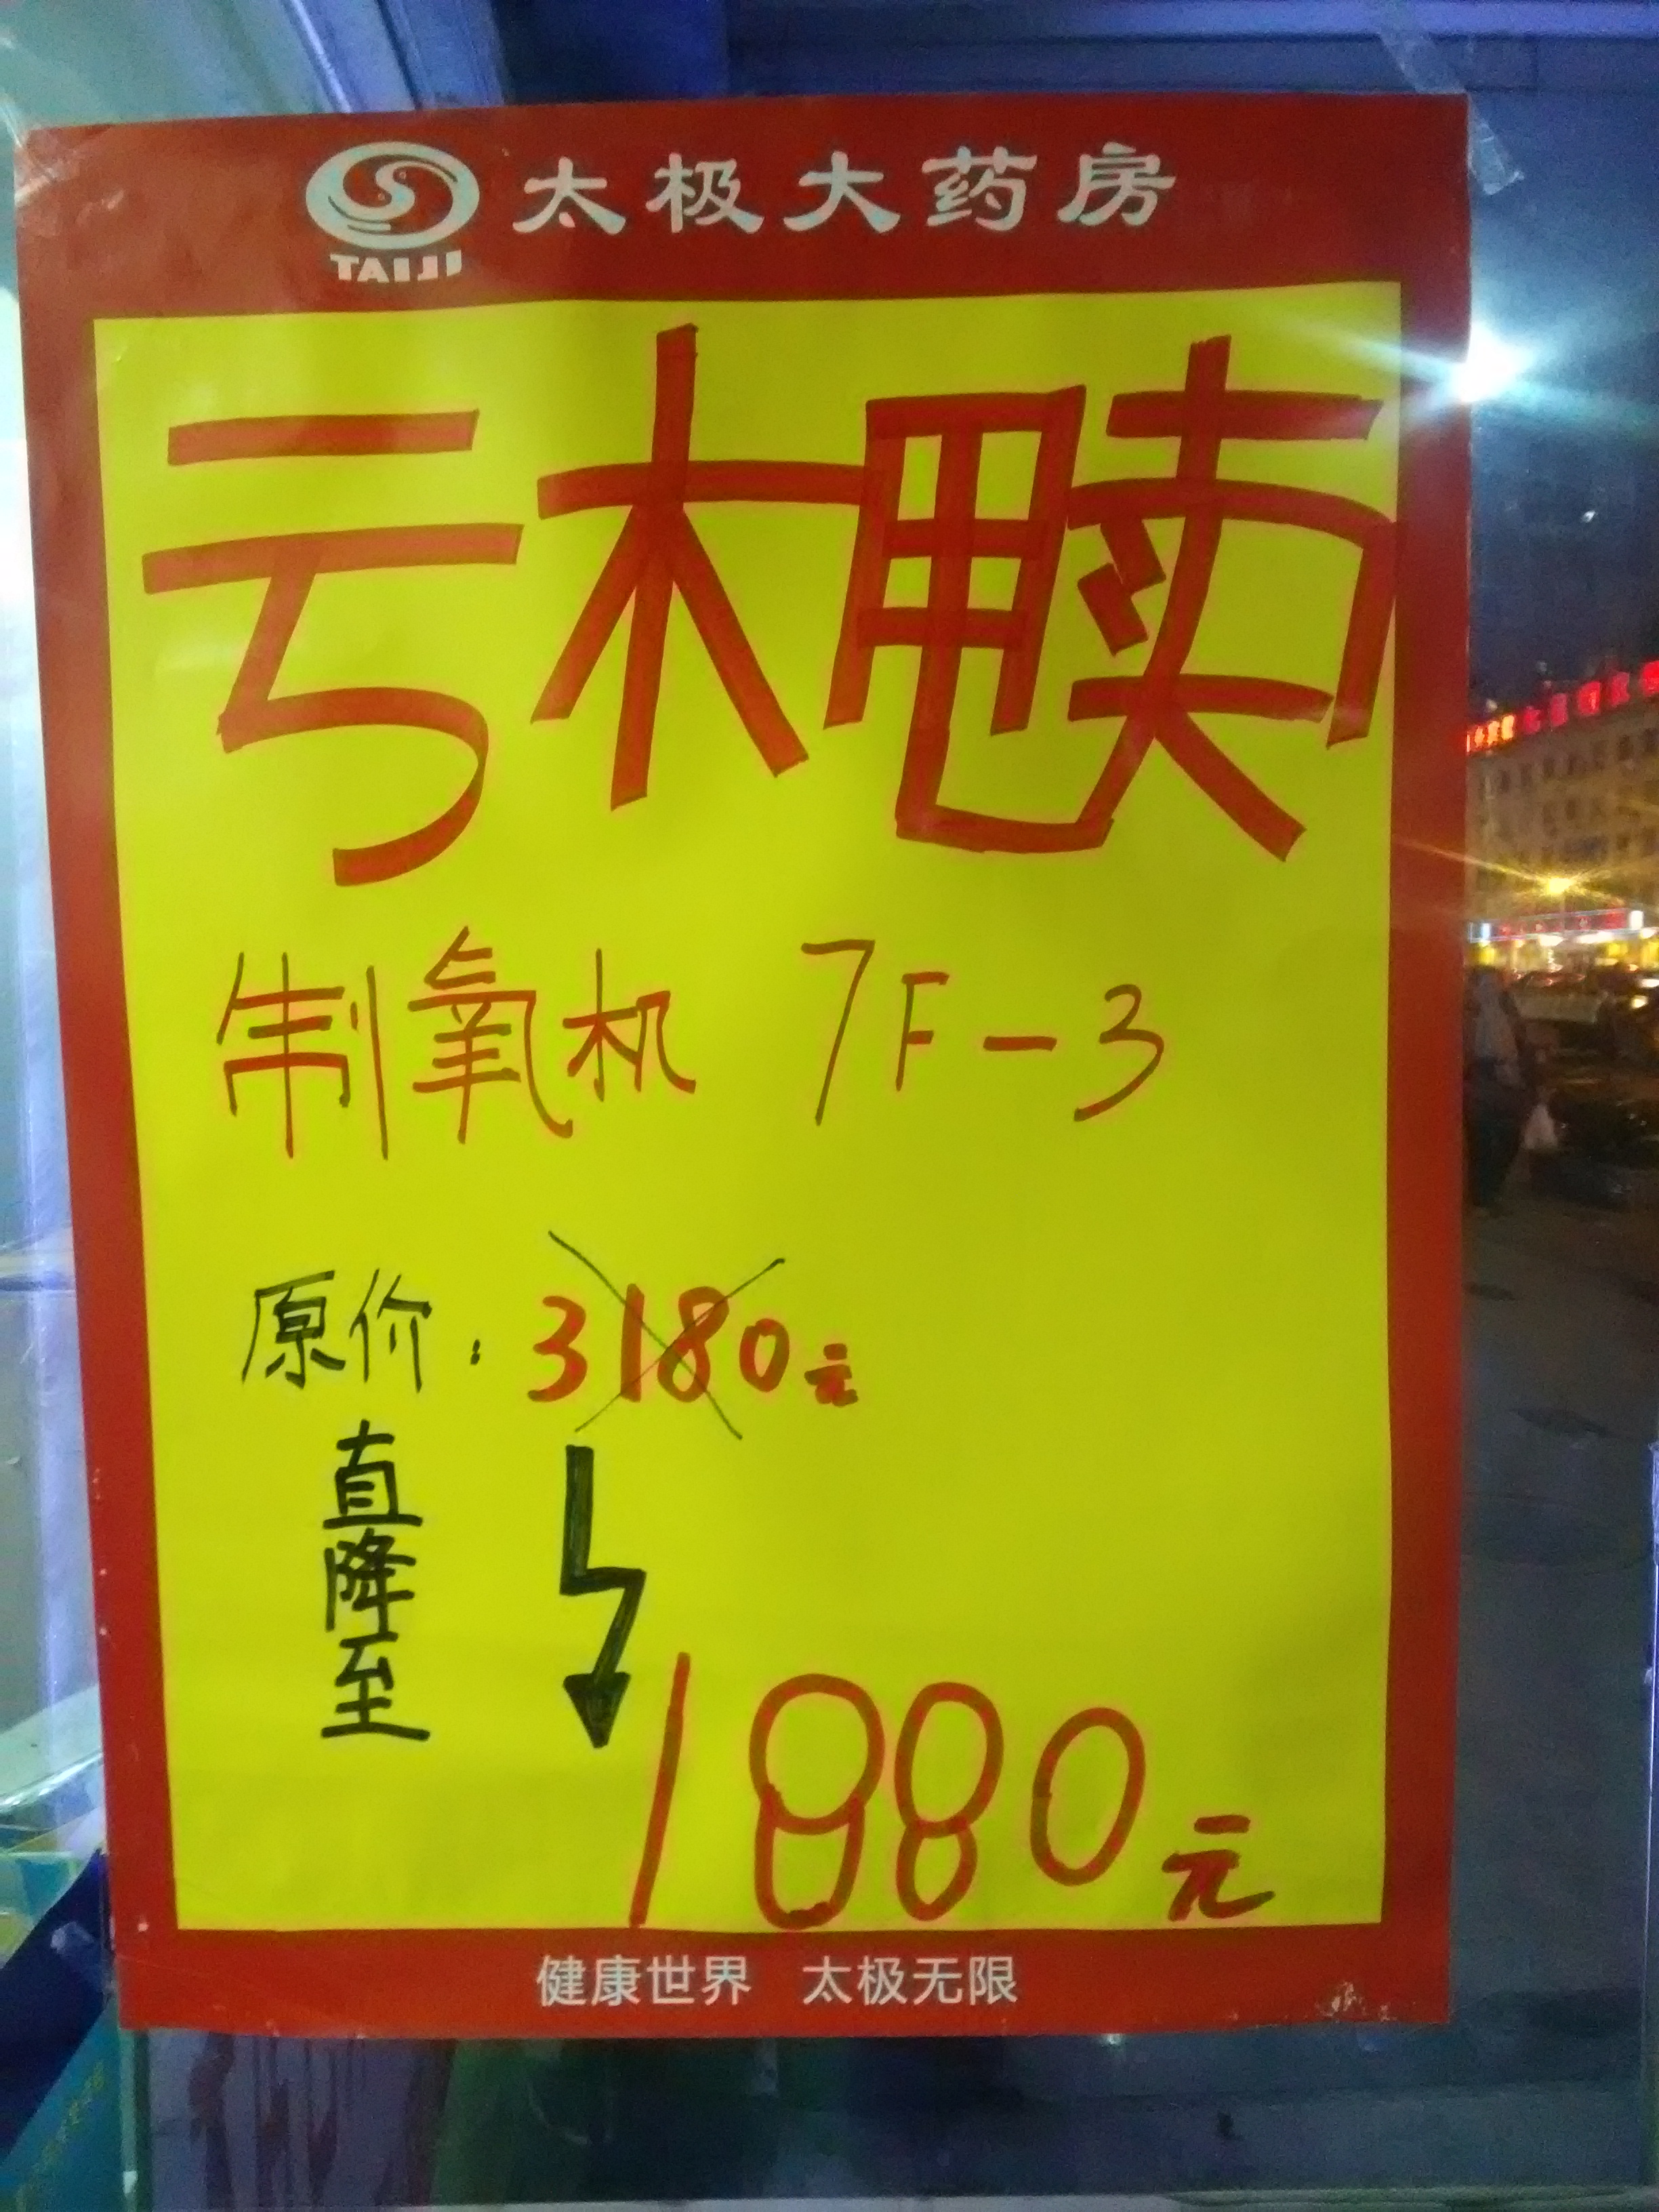 TAIJI 太极大药房
亏木甩卖
制氧机 7F-3
原价:3180元
直降至
1880元
健康世界 太极无限